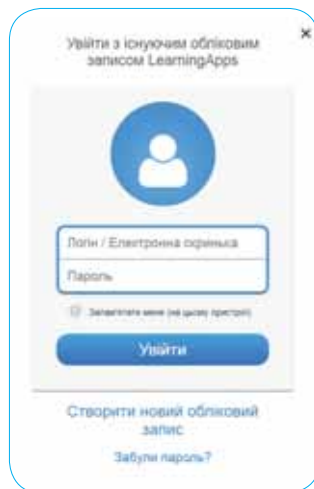 ×
Увійти з існуючим обліковим
записом LearningApps
Логін / Електронна скринька
Пароль
Запам'ятати мене (на цьому пристрої)
Увійти
Створити новий обліковий
запис
Забули пароль?